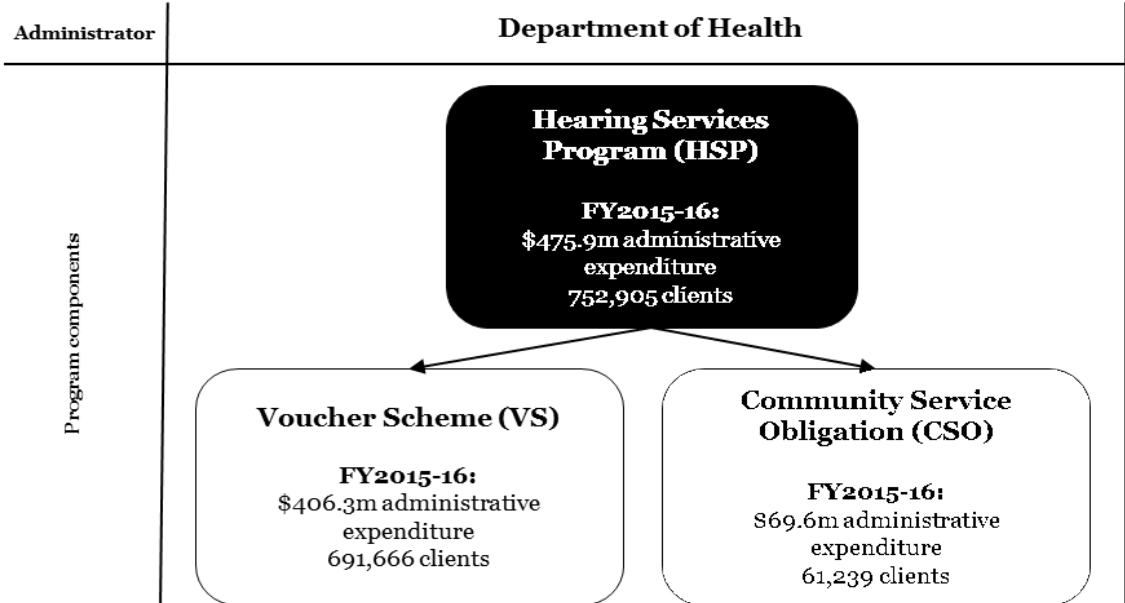 Administrator
Department of Health
Program components
Hearing Services
Program (HSP)
FY2015-16:
$475.9m administrative
expenditure
752,905 clients
Voucher Scheme (VS)
FY2015-16:
$406.3m administrative
expenditure
691,666 clients
Community Service
Obligation (CSO)
FY2015-16:
$69.6m administrative
expenditure
61,239 clients